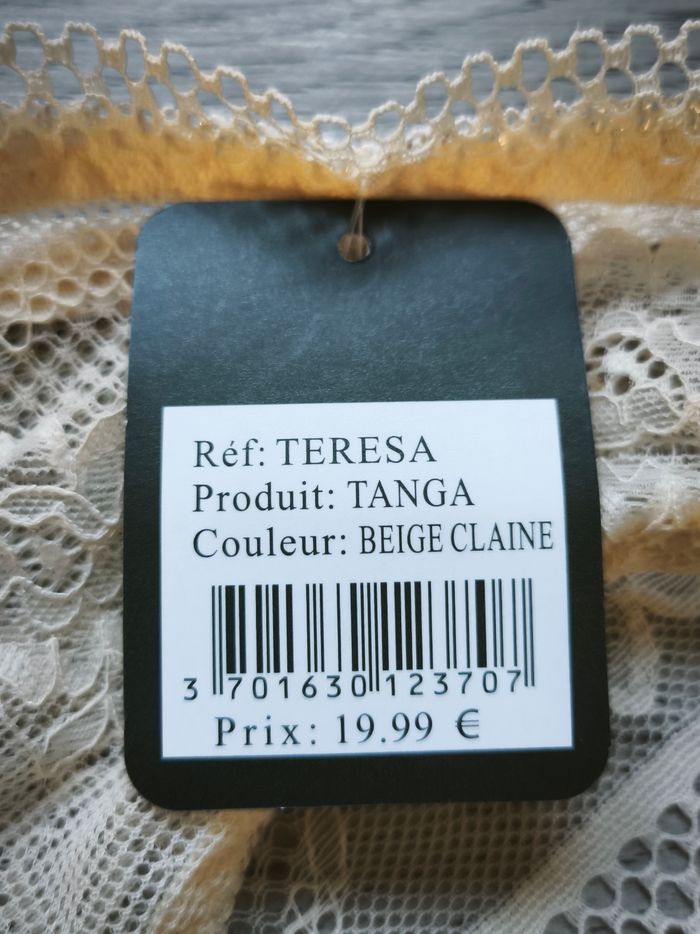 Réf: TERESA
Produit: TANGA
Couleur: BEIGE CLAINE
3 701630 123707
Prix: 19.99 €